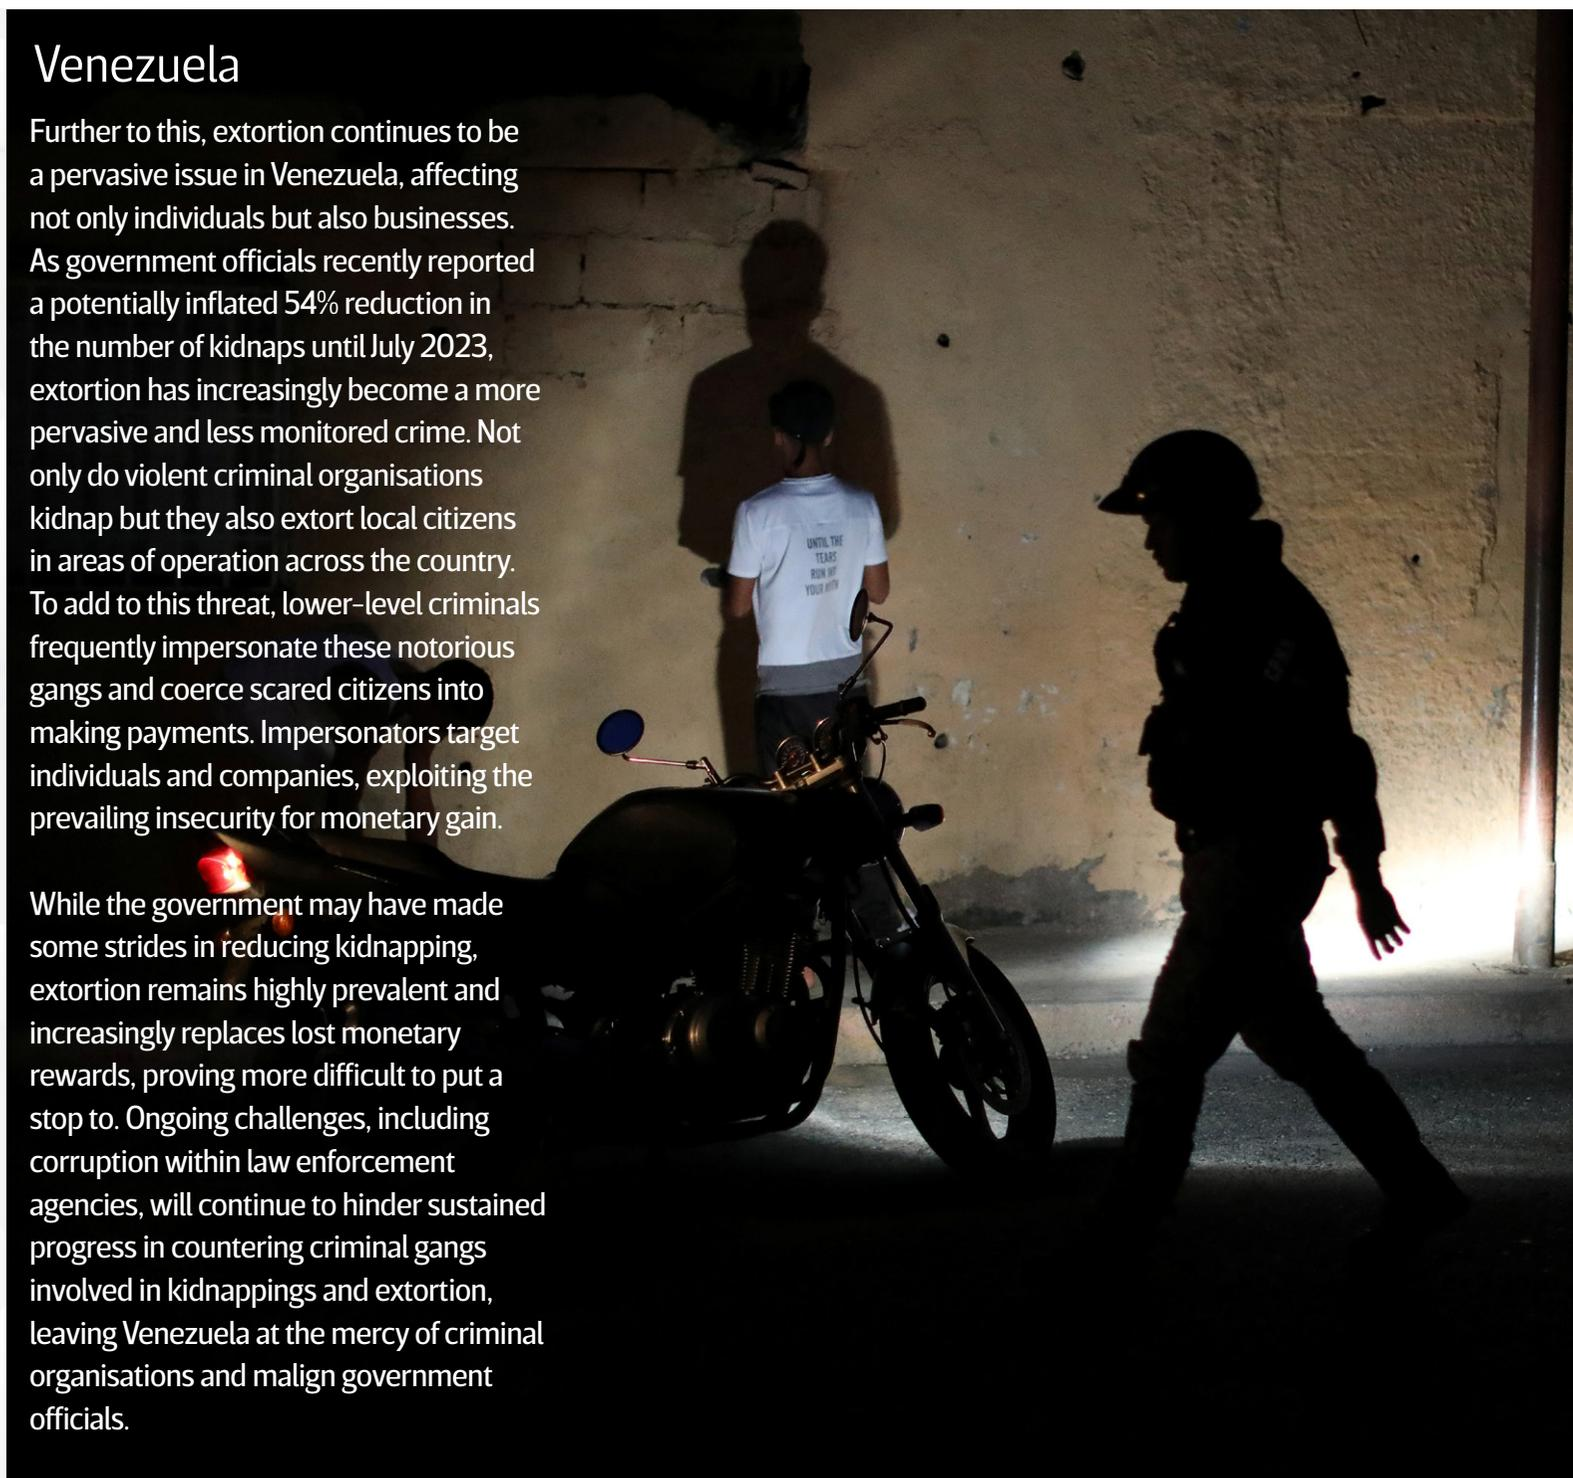 Venezuela
Further to this, extortion continues to be
a pervasive issue in Venezuela, affecting
not only individuals but also businesses.
As government officials recently reported
a potentially inflated 54% reduction in
the number of kidnaps until July 2023,
extortion has increasingly become a more
pervasive and less monitored crime. Not
only do violent criminal organisations
kidnap but they also extort local citizens
in areas of operation across the country.
To add to this threat, lower-level criminals
frequently impersonate these notorious
gangs and coerce scared citizens into
making payments. Impersonators target
individuals and companies, exploiting the
prevailing insecurity for monetary gain.
While the government may have made
some strides in reducing kidnapping,
extortion remains highly prevalent and
increasingly replaces lost monetary
rewards, proving more difficult to put a
stop to. Ongoing challenges, including
corruption within law enforcement
agencies, will continue to hinder sustained
progress in countering criminal gangs
involved in kidnappings and extortion,
leaving Venezuela at the mercy of criminal
organisations and malign government
officials.
UNTIL THE
TEARS
RUN
YOUR